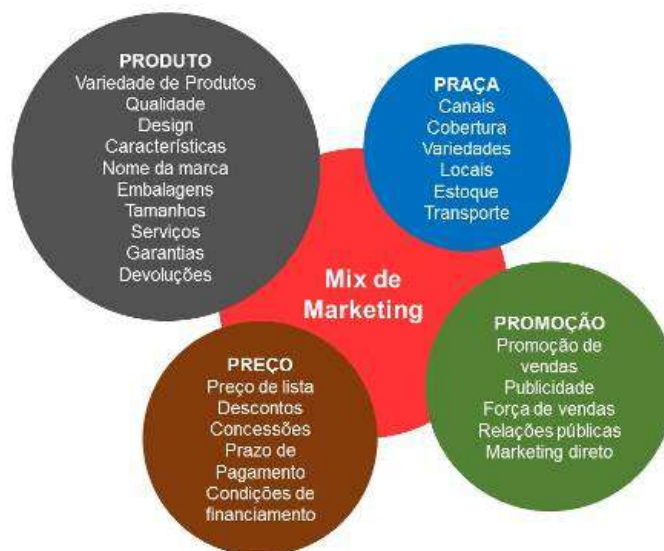 PRODUTO
Variedade de Produtos
Qualidade
Design
Características
Nome da marca
Embalagens
Tamanhos
Serviços
Garantias
Devoluções
PRAÇA
Canais
Cobertura
Variedades
Locais
Estoque
Transporte
Mix de
Marketing
PREÇO
Preço de lista
Descontos
Concessões
Prazo de
Pagamento
Condições de
financiamento
PROMOÇÃO
Promoção de
vendas
Publicidade
Força de vendas
Relações públicas
Marketing direto